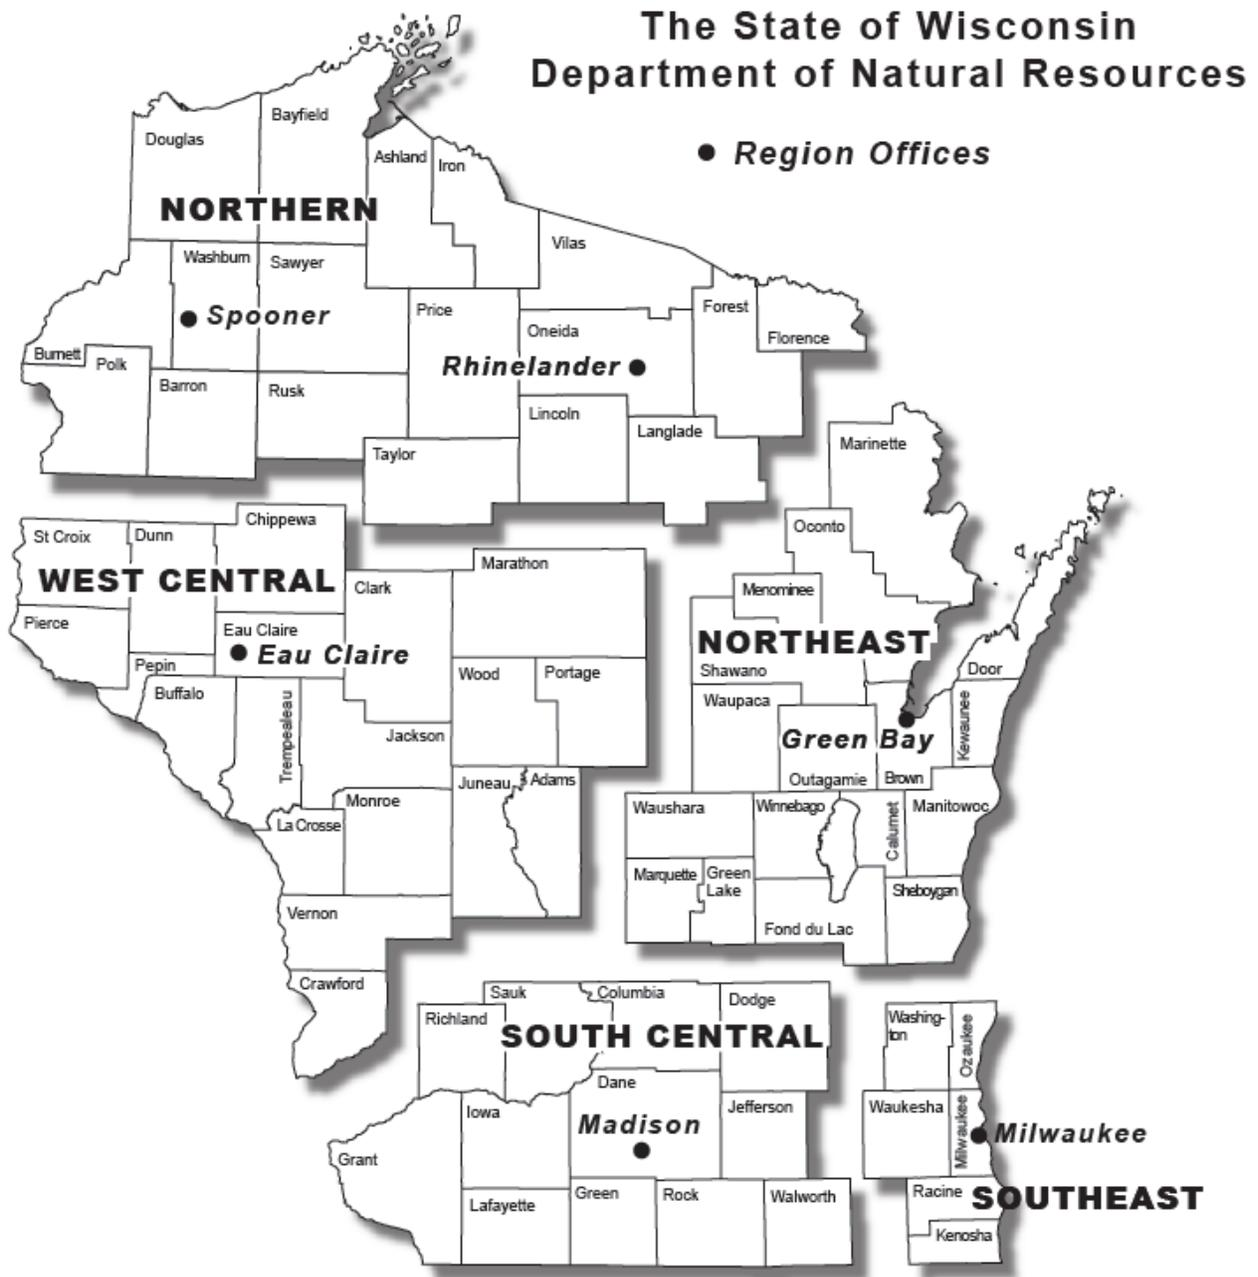 The State of Wisconsin
Department of Natural Resources
Region Offices
Douglas
Bayfield
Ashland
Iron
NORTHERN
Vilas
Washburn
Sawyer
Spooner
Price
Forest
Florence
Oneida
Rhinelander
Burnett
Polk
Barron
Rusk
Lincoln
Langlade
Taylor
Marinette
Chippewa
St Croix
Dunn
Oconto
WEST CENTRAL
Marathon
Clark
Menominee
Pierce
Eau Claire
Eau Claire
NORTHEAST
Pepin
Wood
Portage
Shawano
Door
Buffalo
Trempealeau
Waupaca
Kewaunee
Jackson
Green Bay
Outagamie
Brown
Juneau
Adams
Monroe
La Crosse
Waushara
Winnebago
Calumet
Manitowoc
Marquette
Green
Lake
Sheboygan
Vernon
Fond du Lac
Crawford
Sauk
Columbia
Dodge
Richland
SOUTH CENTRAL
Washing-
ton
Ozaukee
Dane
Iowa
Jefferson
Waukesha
Milwaukee
Madison
Milwaukee
Grant
Lafayette
Green
Rock
Walworth
Racine
SOUTHEAST
Kenosha